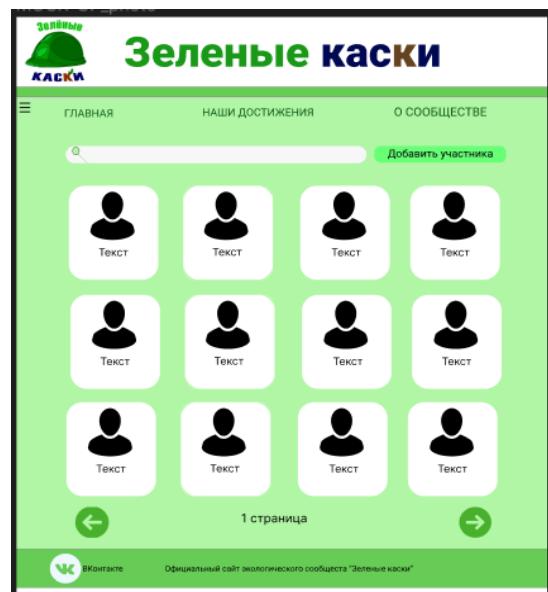 Зелёные
КАСКИ
Зеленые каски
ГЛАВНАЯ
НАШИ ДОСТИЖЕНИЯ
О СООБЩЕСТВЕ
Добавить участника
Текст
Текст
Текст
Текст
Текст
Текст
Текст
Текст
Текст
Текст
Текст
Текст
1 страница
ВКонтакте
Официальный сайт экологического сообщеста "Зеленые каски"